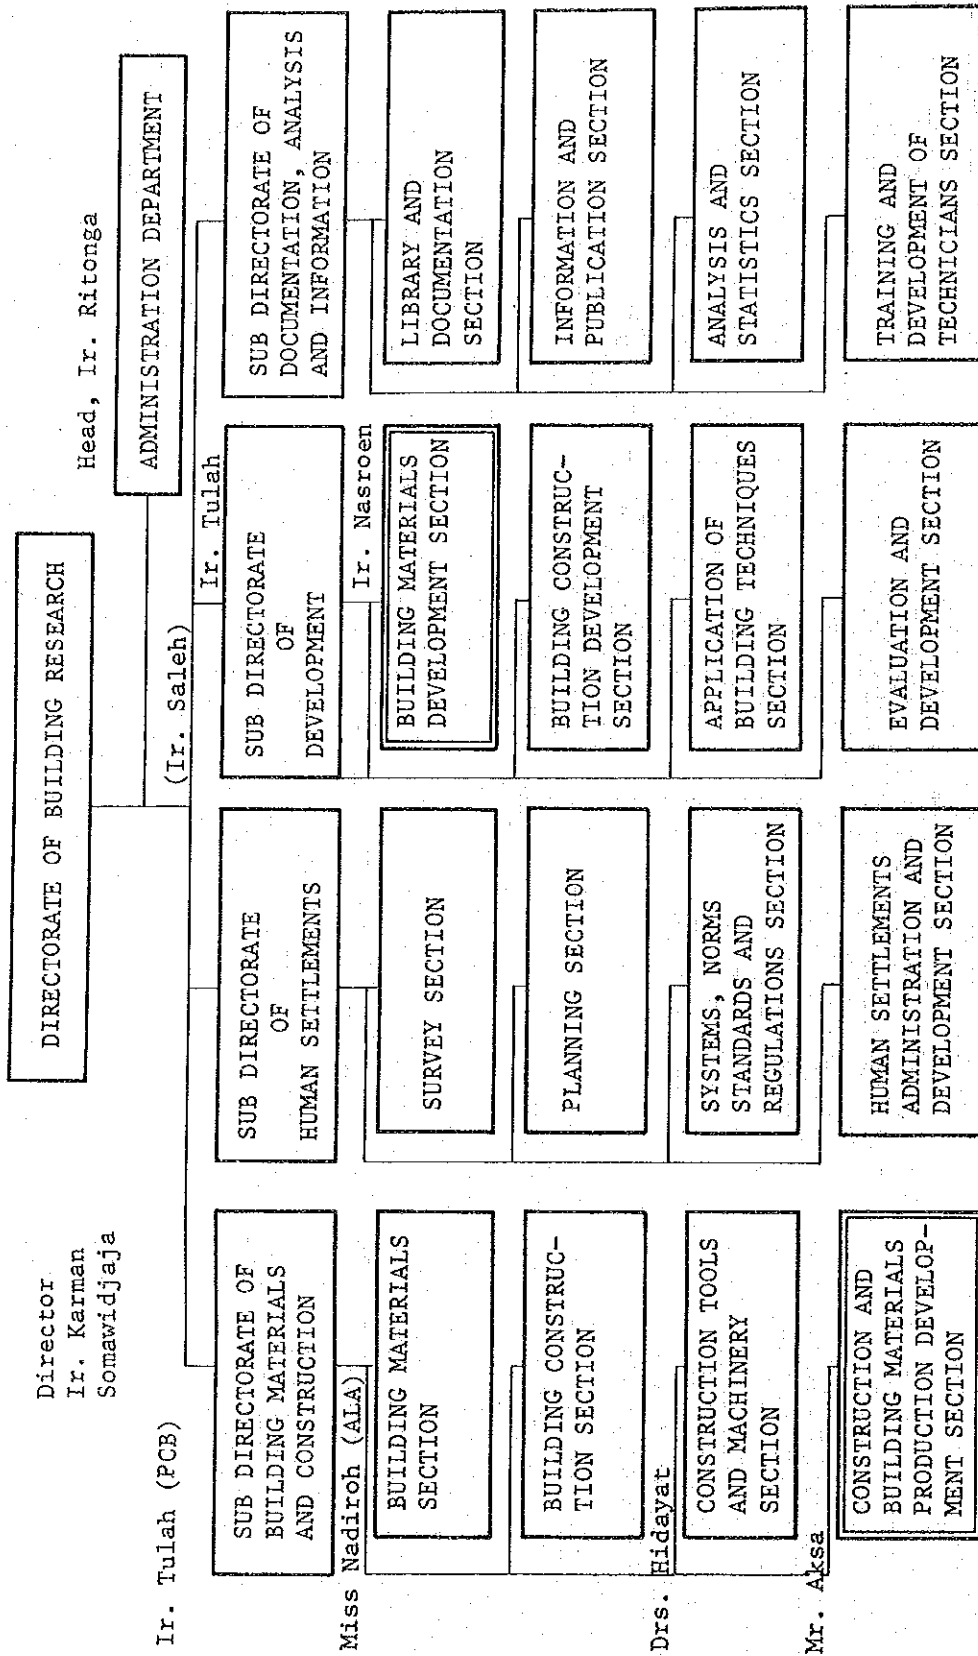 DIRECTORATE OF BUILDING RESEARCH
Director
Ir. Karman
Somawidjaja
Head, Ir. Ritonga
ADMINISTRATION DEPARTMENT
(Ir. Saleh)
Ir. Tulah (PCB)
SUB DIRECTORATE OF
BUILDING MATERIALS
AND CONSTRUCTION
Miss Nadiroh (ALA)
BUILDING MATERIALS
SECTION
BUILDING CONSTRUC-
TION SECTION
Drs. Hidayat
CONSTRUCTION TOOLS
AND MACHINERY
SECTION
Mr. Aksa
CONSTRUCTION AND
BUILDING MATERIALS
PRODUCTION DEVELOP-
MENT SECTION
SUB DIRECTORATE
OF
HUMAN SETTLEMENTS
SURVEY SECTION
PLANNING SECTION
SYSTEMS, NORMS
STANDARDS AND
REGULATIONS SECTION
HUMAN SETTLEMENTS
ADMINISTRATION AND
DEVELOPMENT SECTION
Ir. Tulah
SUB DIRECTORATE
OF
DEVELOPMENT
Ir. Nasroen
BUILDING MATERIALS
DEVELOPMENT SECTION
BUILDING CONSTRUC-
TION DEVELOPMENT
SECTION
APPLICATION OF
BUILDING TECHNIQUES
SECTION
EVALUATION AND
DEVELOPMENT SECTION
SUB DIRECTORATE OF
DOCUMENTATION, ANALYSIS
AND INFORMATION
LIBRARY AND
DOCUMENTATION
SECTION
INFORMATION AND
PUBLICATION SECTION
ANALYSIS AND
STATISTICS SECTION
TRAINING AND
DEVELOPMENT OF
TECHNICIANS SECTION